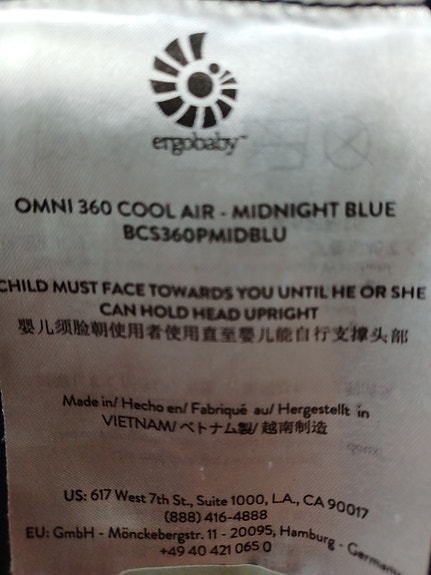 ergobaby™
OMNI 360 COOL AIR - MIDNIGHT BLUE
BCS360PMIDBLU
CHILD MUST FACE TOWARDS YOU UNTIL HE OR SHE
CAN HOLD HEAD UPRIGHT
婴儿须脸朝使用者使用直至婴儿能自行支撑头部
Made in/ Hecho en/ Fabriqué au/ Hergestellt in
VIETNAM/ベトナム製/越南制造
US: 617 West 7th St., Suite 1000, L.A., CA 90017
(888) 416-4888
EU: GmbH - Mönckebergstr. 11 - 20095, Hamburg - Germany
+49 40 421 065 0